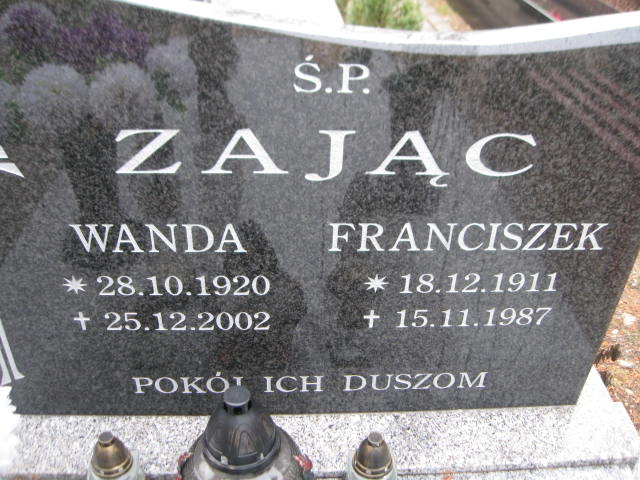 Ś.P.
ZAJĄC
WANDA FRANCISZEK
* 28.10.1920 * 18.12.1911
✝ 25.12.2002 ✝ 15.11.1987
POKÓJ ICH DUSZOM